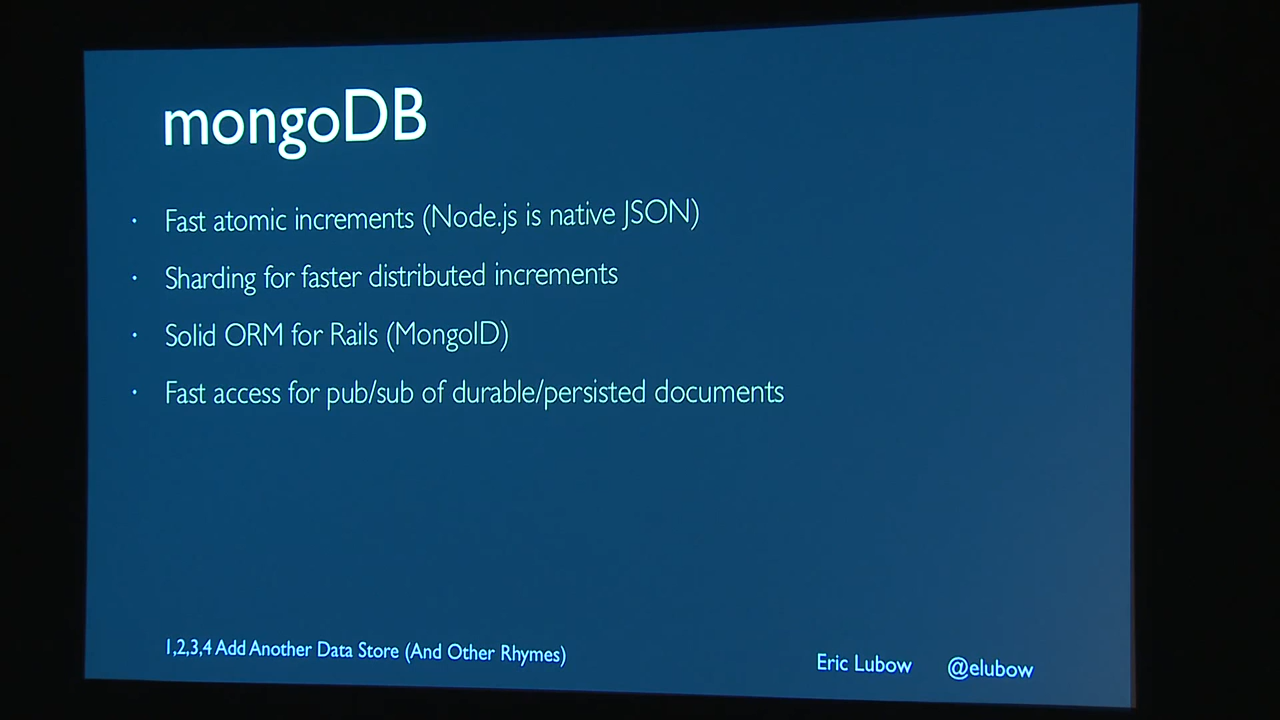 mongoDB
· Fast atomic increments (Node.js is native JSON)
· Sharding for faster distributed increments
· Solid ORM for Rails (MongoID)
· Fast access for pub/sub of durable/persisted documents
1,2,3,4 Add Another Data Store (And Other Rhymes)
Eric Lubow @elubow